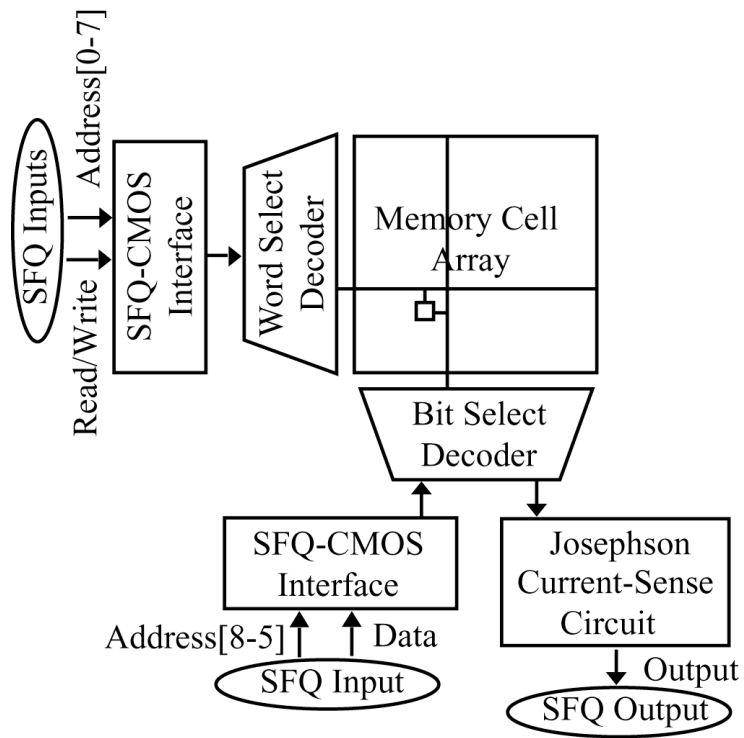 Address[0-7]
SFQ Inputs
Read/Write
SFQ-CMOS
Interface
Word Select
Decoder
Memory Cell
Array
Bit Select
Decoder
SFQ-CMOS
Interface
Josephson
Current-Sense
Circuit
Address[8-5]
Data
Output
SFQ Input
SFQ Output